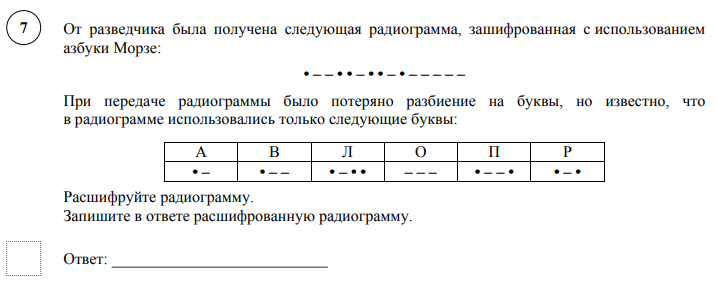 7
От разведчика была получена следующая радиограмма, зашифрованная с использованием
азбуки Морзе:
• – – • • – • • – • – – – – –
При передаче радиограммы было потеряно разбиение на буквы, но известно, что
в радиограмме использовались только следующие буквы:
А В Л О П Р
• – • – – • – • • – – – • – – • • – •
Расшифруйте радиограмму.
Запишите в ответе расшифрованную радиограмму.
Ответ: ___________________________